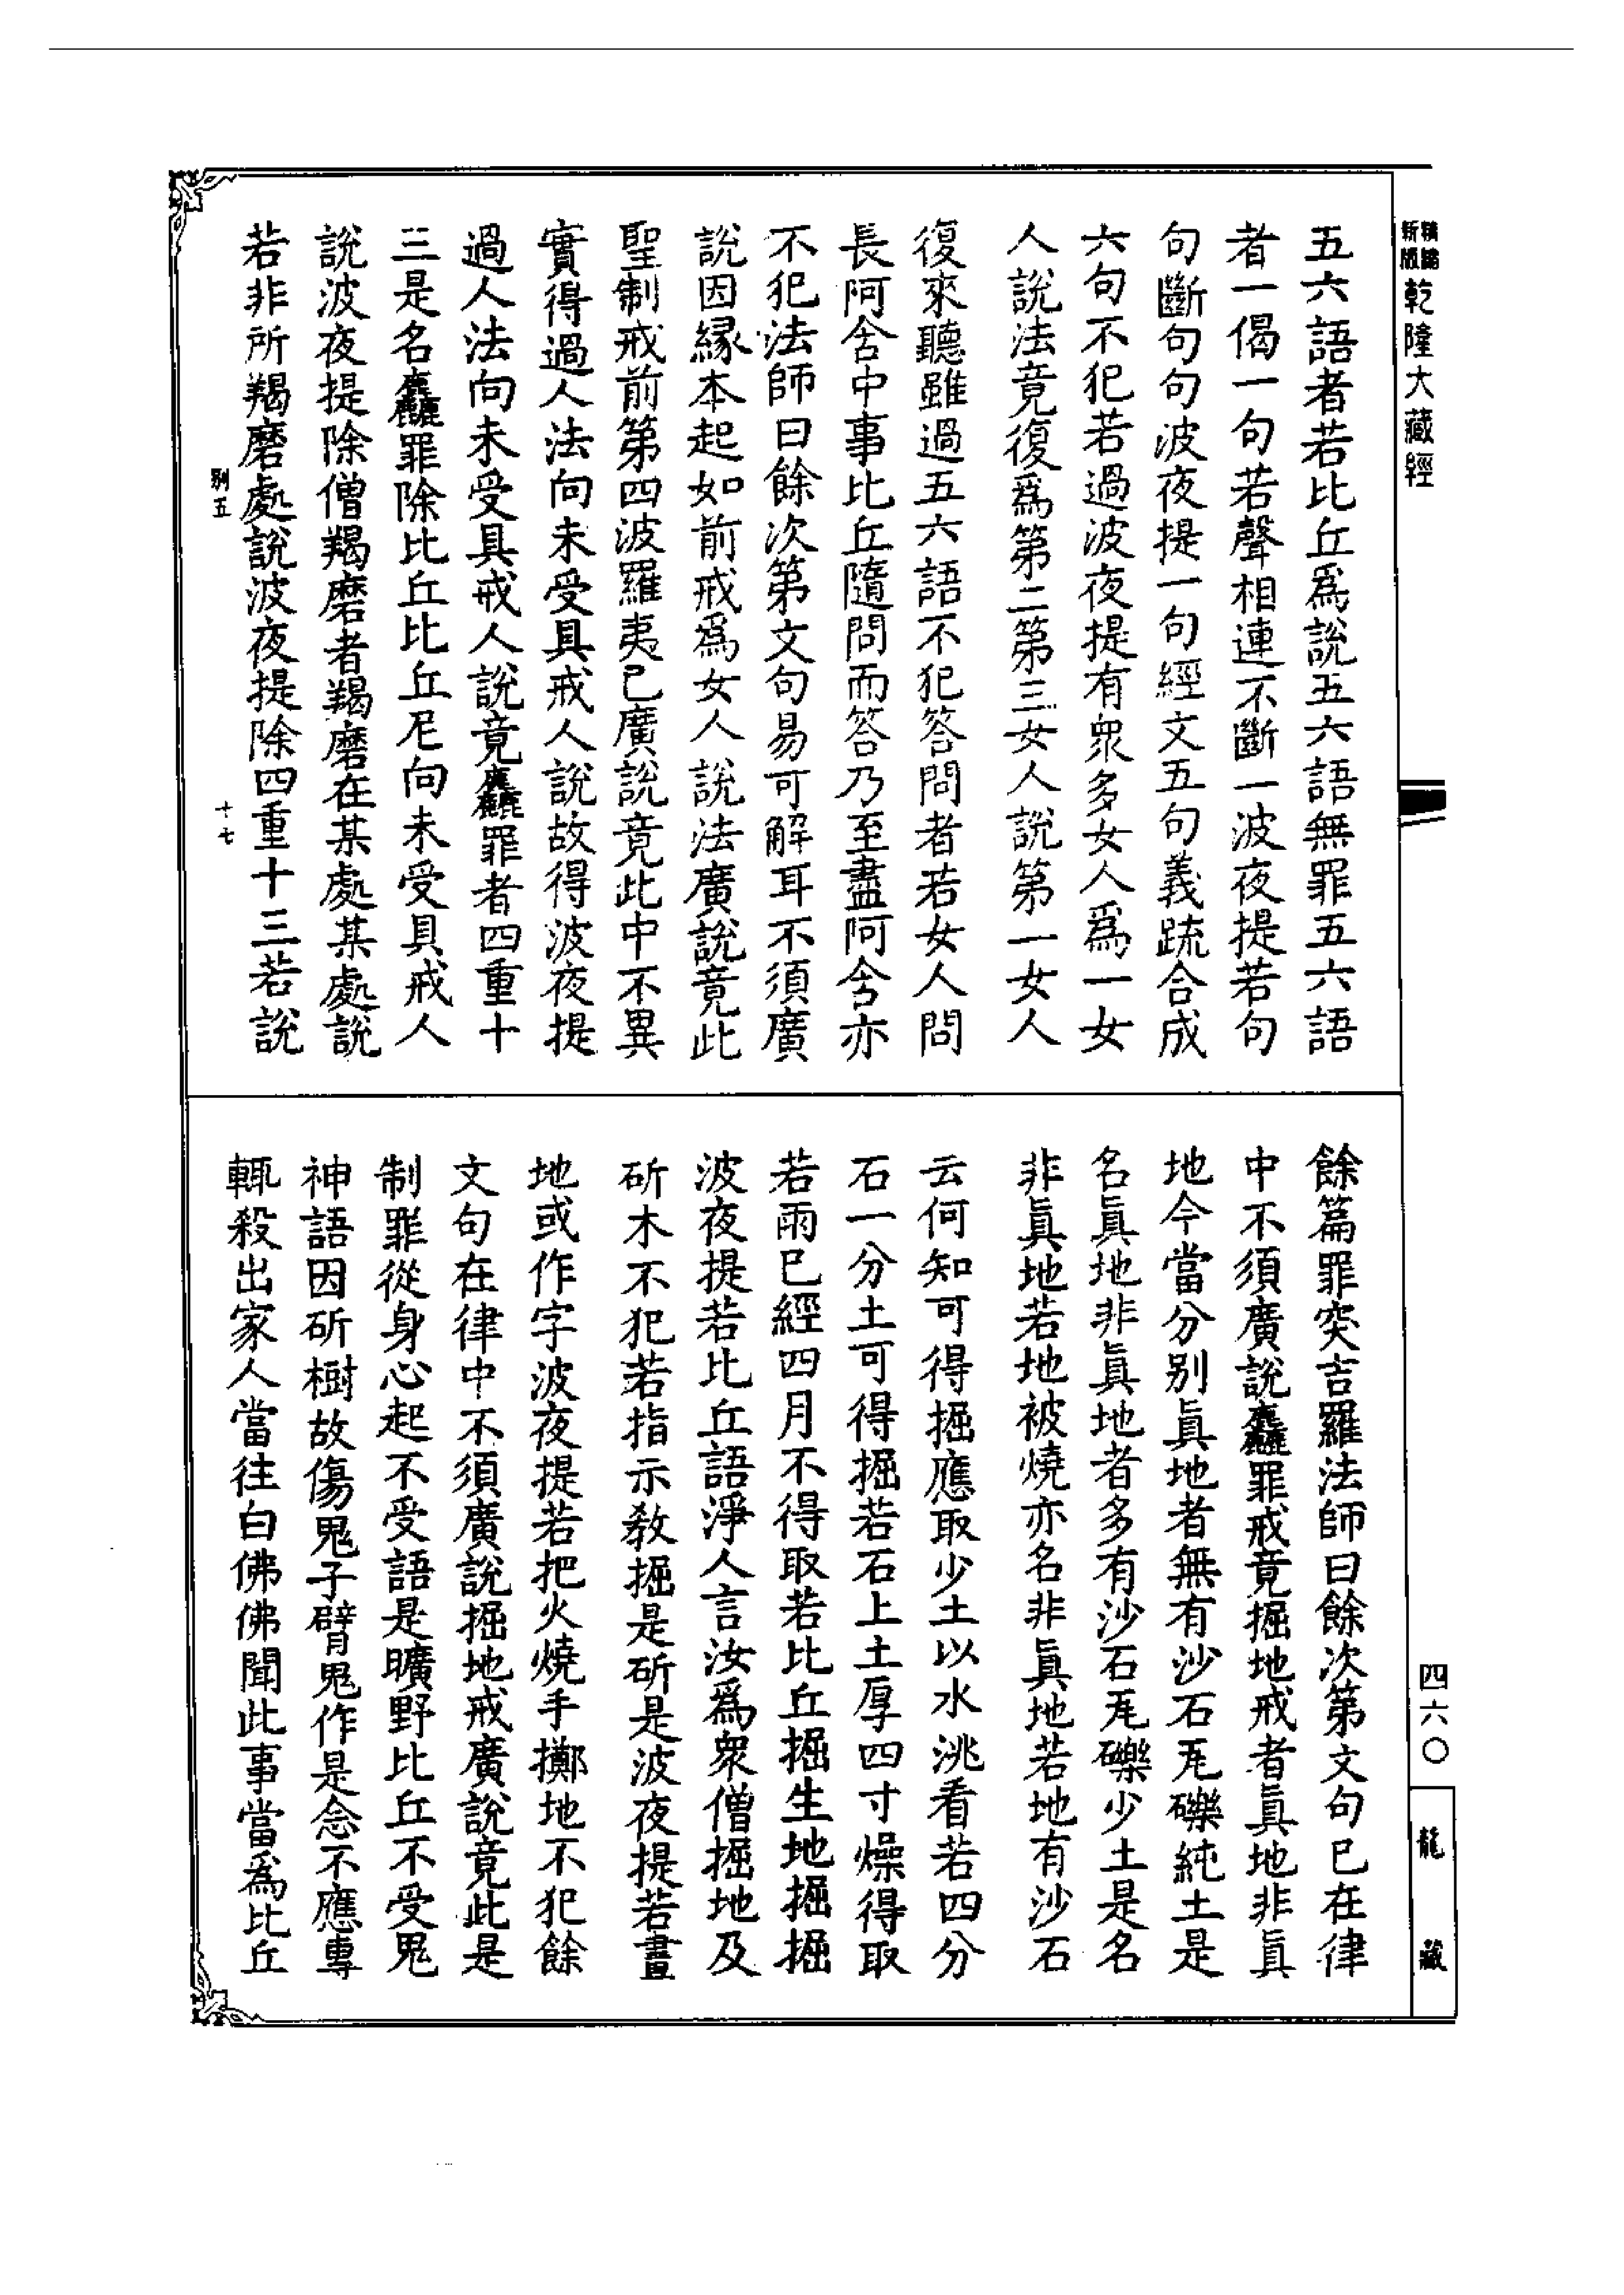 新版精縮乾隆大藏經
五六語者若比丘爲說五六語無罪五六語
者一偈一句若聲相連不斷一波夜提若句
句斷句句波夜提一句經文五句義疏合成
六句不犯若過波夜提有衆多女人爲一女
人說法竟復爲第二第三女人說第一女人
復來聽雖過五六語不犯答問者若女人問
長阿含中事比丘隨問而答乃至盡阿含亦
不犯法師曰餘次第文句易可解耳不須廣
說因緣本起如前戒爲女人說法廣說竟此
聖制戒前第四波羅夷已廣說竟此中不異
實得過人法向未受具戒人說故得波夜提
過人法向未受具戒人說竟麤罪者四重十
三是名麤罪除比丘比丘尼向未受具戒人
說波夜提除僧羯磨者羯磨在某處某處說
若非所羯磨處說波夜提除四重十三若說
別五 十七
四六〇
龍藏
餘篇罪突吉羅法師曰餘次第文句已在律
中不須廣說麤罪戒竟掘地戒者眞地非眞
地今當分別眞地者無有沙石瓦礫純土是
名眞地非眞地者多有沙石瓦礫少土是名
非眞地若地被燒亦名非眞地若地有沙石
云何知可得掘應取少土以水洮看若四分
石一分土可得掘若石上土厚四寸燥得取
若雨已經四月不得取若比丘掘生地掘掘
波夜提若比丘語淨人言汝爲衆僧掘地及
斫木不犯若指示教掘是斫是波夜提若畫
地或作字波夜提若把火燒手擲地不犯餘
文句在律中不須廣說掘地戒廣說竟此是
制罪從身心起不受語是曠野比丘不受鬼
神語因斫樹故傷鬼子臂鬼作是念不應專
輒殺出家人當往白佛佛聞此事當爲比丘